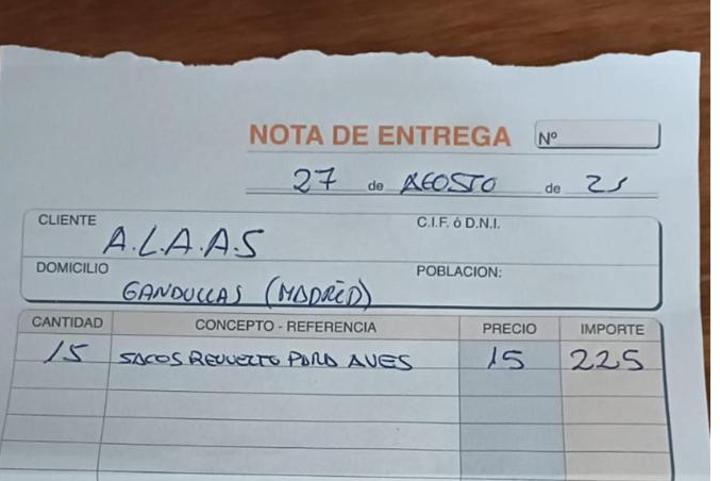 NOTA DE ENTREGA Nº
27 de AGOSTO de 25
CLIENTE C.I.F. ó D.N.I.
A.L.A.A.S
DOMICILIO POBLACION:
GANDULLAS (MADRID)
CANTIDAD CONCEPTO - REFERENCIA PRECIO IMPORTE
15 SACOS REVUELTO PARA AVES 15 225